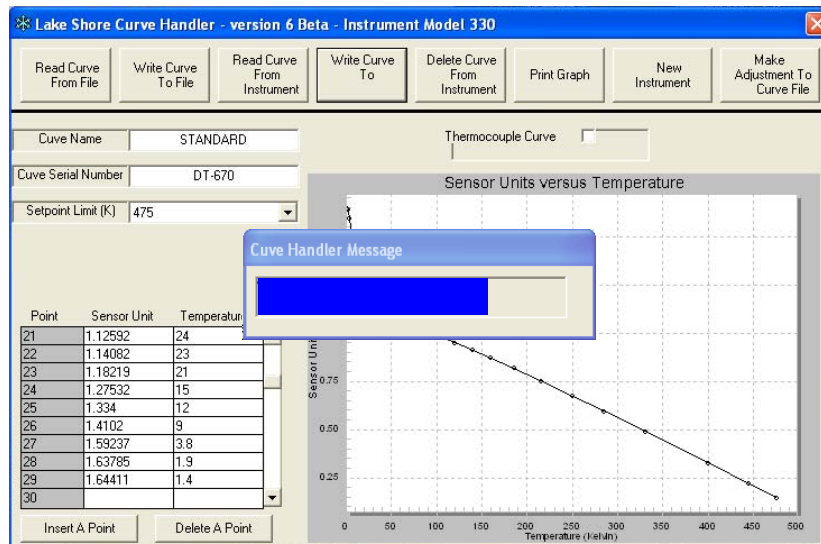 Lake Shore Curve Handler - version 6 Beta - Instrument Model 330
Read Curve
From File
Write Curve
To File
Read Curve
From
Instrument
Write Curve
To
Delete Curve
From
Instrument
Print Graph
New
Instrument
Make
Adjustment To
Curve File
Cuve Name
STANDARD
Thermocouple Curve
Cuve Serial Number
DT-670
Setpoint Limit (K)
475
Sensor Units versus Temperature
Cuve Handler Message
Point Sensor Unit
21 1.12592 24
22 1.14082 23
23 1.18219 21
24 1.27532 15
25 1.334 12
26 1.4102 9
27 1.59237 3.8
28 1.63785 1.9
29 1.64411 1.4
30
0.75
0.50
0.25
0 50 100 150 200 250 300 350 400 450 500
Temperature (Kelvin)
Insert A Point
Delete A Point